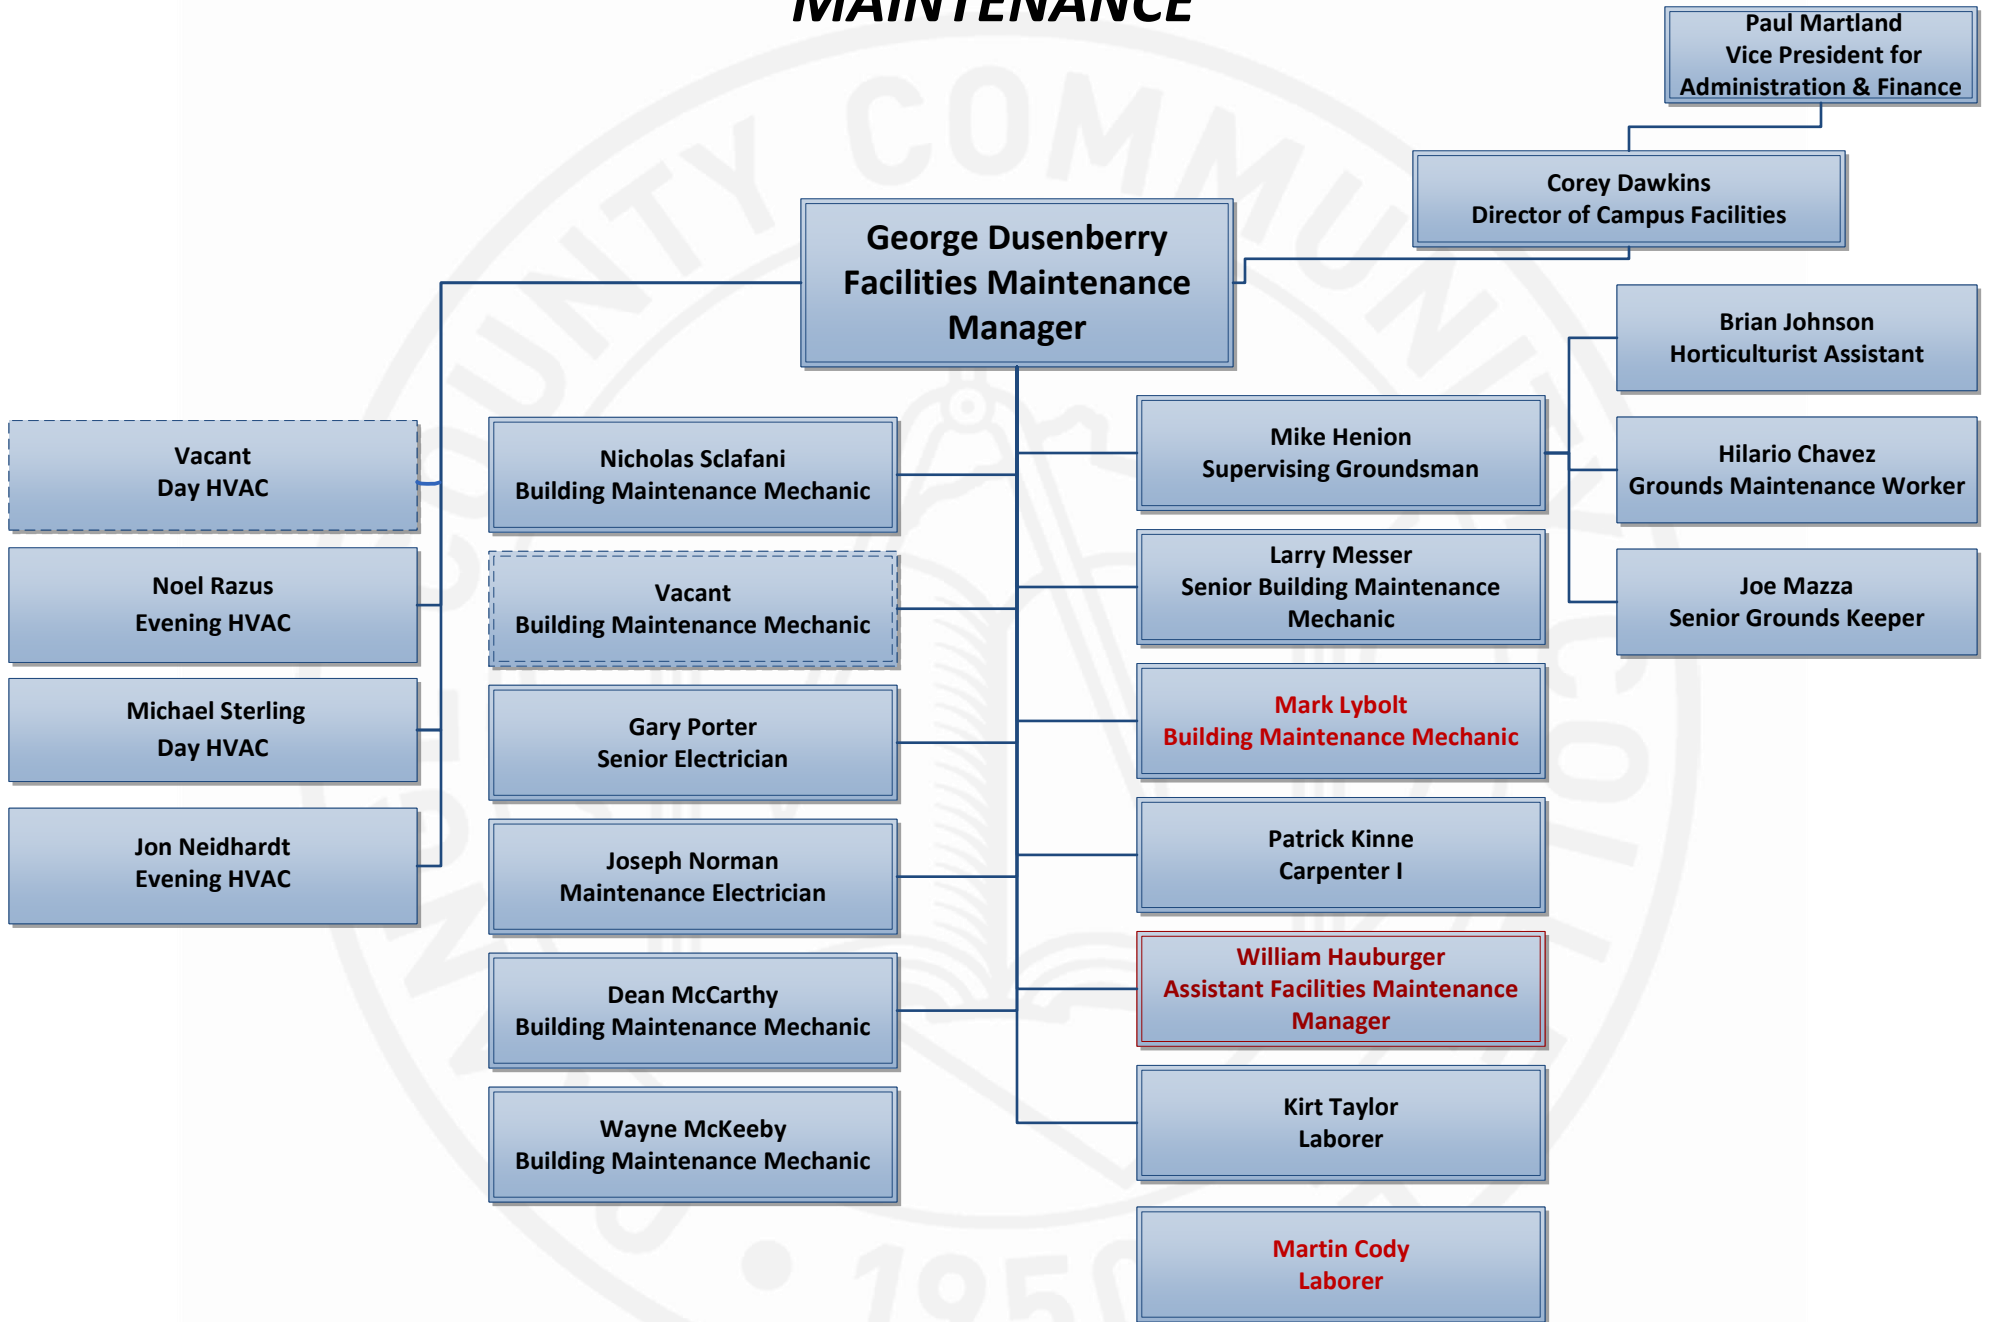 MAINTENANCE
Paul Martland
Vice President for
Administration & Finance
Corey Dawkins
Director of Campus Facilities
George Dusenberry
Facilities Maintenance
Manager
Vacant
Day HVAC
Noel Razus
Evening HVAC
Michael Sterling
Day HVAC
Jon Neidhardt
Evening HVAC
Nicholas Sclafani
Building Maintenance Mechanic
Vacant
Building Maintenance Mechanic
Gary Porter
Senior Electrician
Joseph Norman
Maintenance Electrician
Dean McCarthy
Building Maintenance Mechanic
Wayne McKeeby
Building Maintenance Mechanic
Mike Henion
Supervising Groundsman
Larry Messer
Senior Building Maintenance
Mechanic
Mark Lybolt
Building Maintenance Mechanic
Patrick Kinne
Carpenter I
William Hauburger
Assistant Facilities Maintenance
Manager
Kirt Taylor
Laborer
Martin Cody
Laborer
Brian Johnson
Horticulturist Assistant
Hilario Chavez
Grounds Maintenance Worker
Joe Mazza
Senior Grounds Keeper
COUNTY COMMUNITY
1950